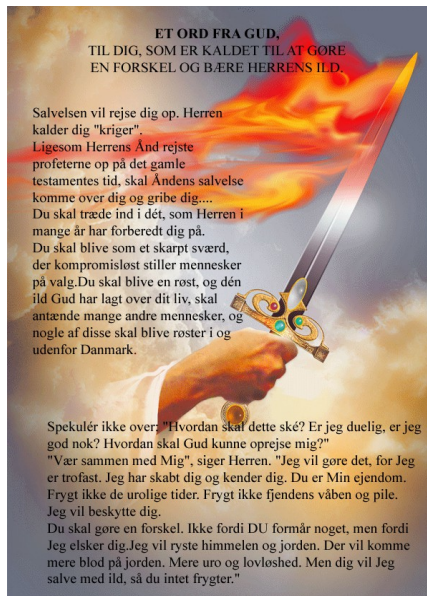 ET ORD FRA GUD,
TIL DIG, SOM ER KALDET TIL AT GØRE
EN FORSKEL OG BÆRE HERRENS ILD.
Salvelsen vil rejse dig op. Herren
kalder dig "kriger".
Ligesom Herrens Ånd rejste
profeterne op på det gamle
testamentes tid, skal Åndens salvelse
komme over dig og gribe dig....
Du skal træde ind i dét, som Herren i
mange år har forberedt dig på.
Du skal blive som et skarpt sværd,
der kompromisløst stiller mennesker
på valg.Du skal blive en røst, og dén
ild Gud har lagt over dit liv, skal
antænde mange andre mennesker, og
nogle af disse skal blive røster i og
udenfor Danmark.
Spekulér ikke over; "Hvordan skal dette ské? Er jeg duelig, er jeg
god nok? Hvordan skal Gud kunne oprejse mig?"
"Vær sammen med Mig", siger Herren. "Jeg vil gøre det, for Jeg
er trofast. Jeg har skabt dig og kender dig. Du er Min ejendom.
Frygt ikke de urolige tider. Frygt ikke fjendens våben og pile.
Jeg vil beskytte dig.
Du skal gøre en forskel. Ikke fordi DU formår noget, men fordi
Jeg elsker dig.Jeg vil ryste himmelen og jorden. Der vil komme
mere blod på jorden. Mere uro og lovløshed. Men dig vil Jeg
salve med ild, så du intet frygter."